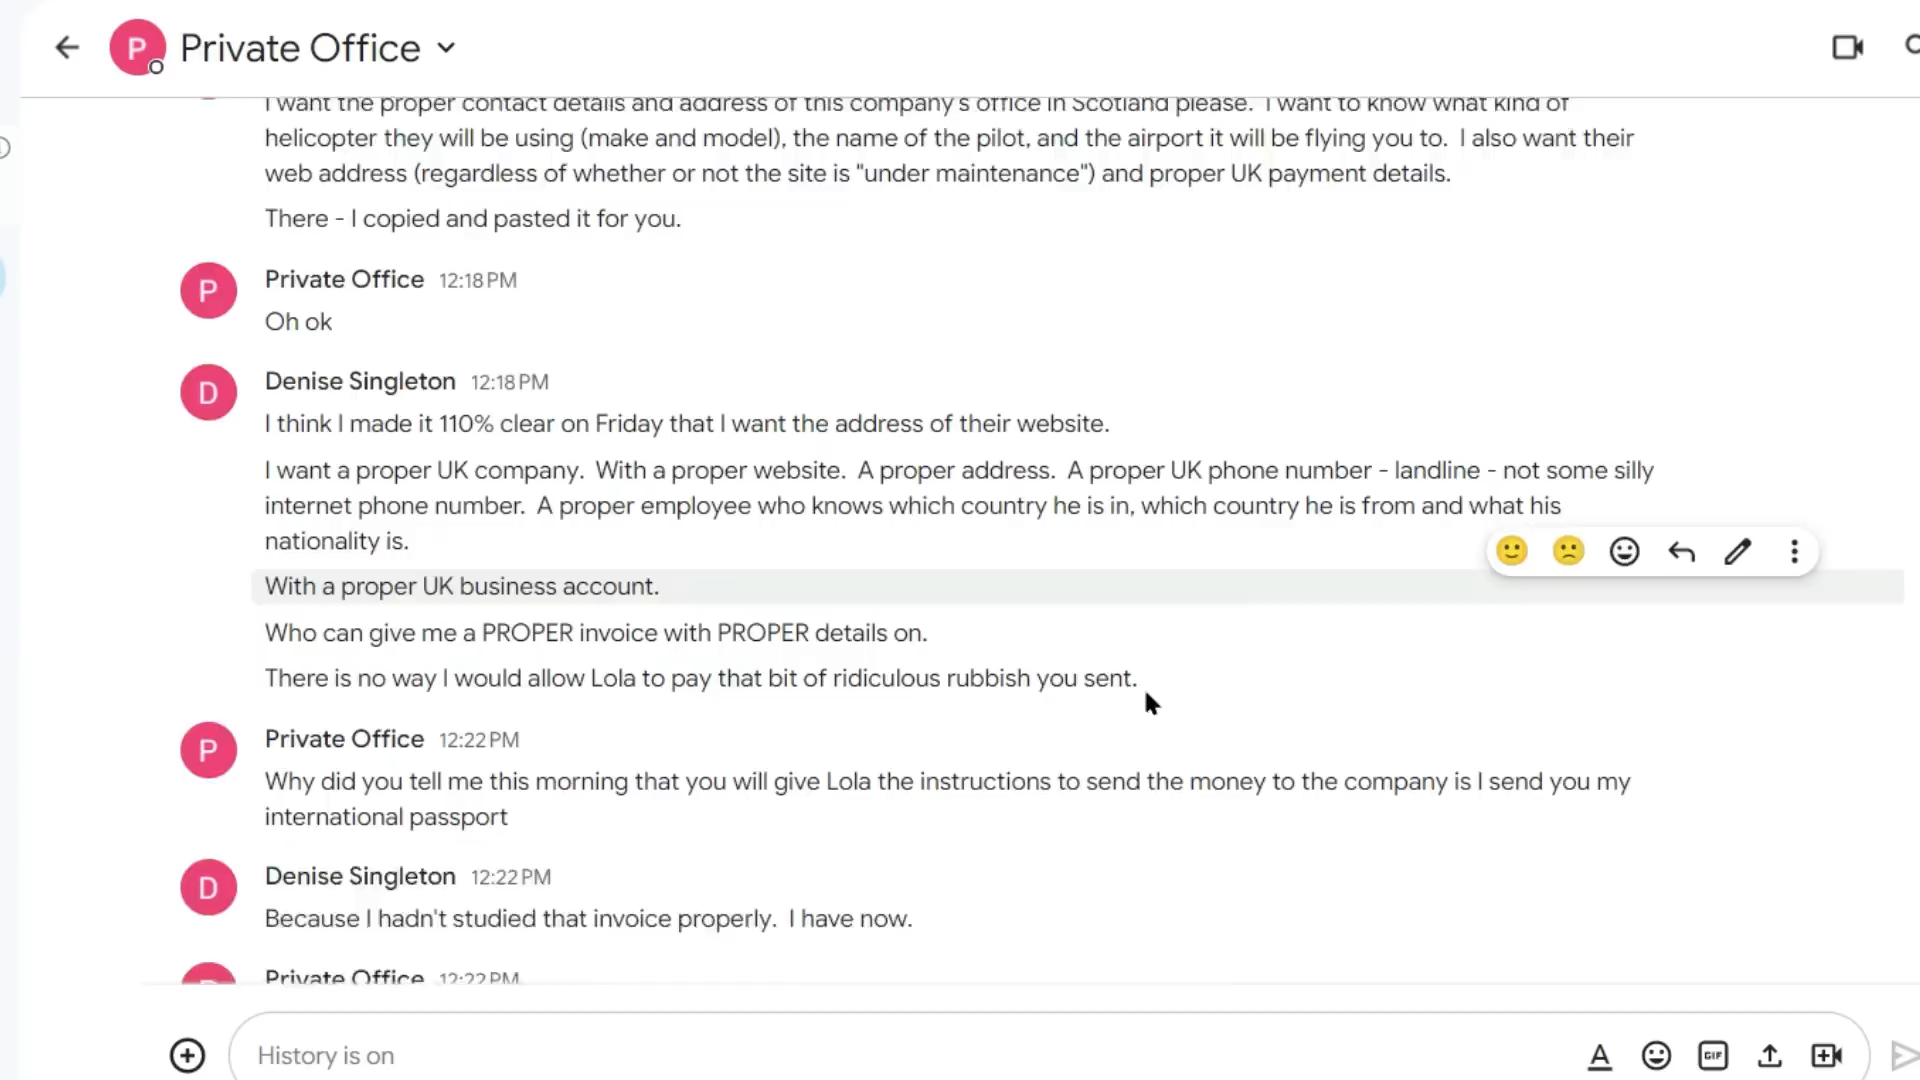 P Private Office
I want the proper contact details and address of this company's office in Scotland please.  I want to know what kind of
helicopter they will be using (make and model), the name of the pilot, and the airport it will be flying you to.  I also want their
web address (regardless of whether or not the site is "under maintenance") and proper UK payment details.
There - I copied and pasted it for you.
P Private Office 12:18 PM
Oh ok
D Denise Singleton 12:18 PM
I think I made it 110% clear on Friday that I want the address of their website.
I want a proper UK company.  With a proper website.  A proper address.  A proper UK phone number - landline - not some silly
internet phone number.  A proper employee who knows which country he is in, which country he is from and what his
nationality is.
With a proper UK business account.
Who can give me a PROPER invoice with PROPER details on.
There is no way I would allow Lola to pay that bit of ridiculous rubbish you sent.
P Private Office 12:22 PM
Why did you tell me this morning that you will give Lola the instructions to send the money to the company is I send you my
international passport
D Denise Singleton 12:22 PM
Because I hadn't studied that invoice properly.  I have now.
P Private Office 12:22 PM
History is on
A
GIF